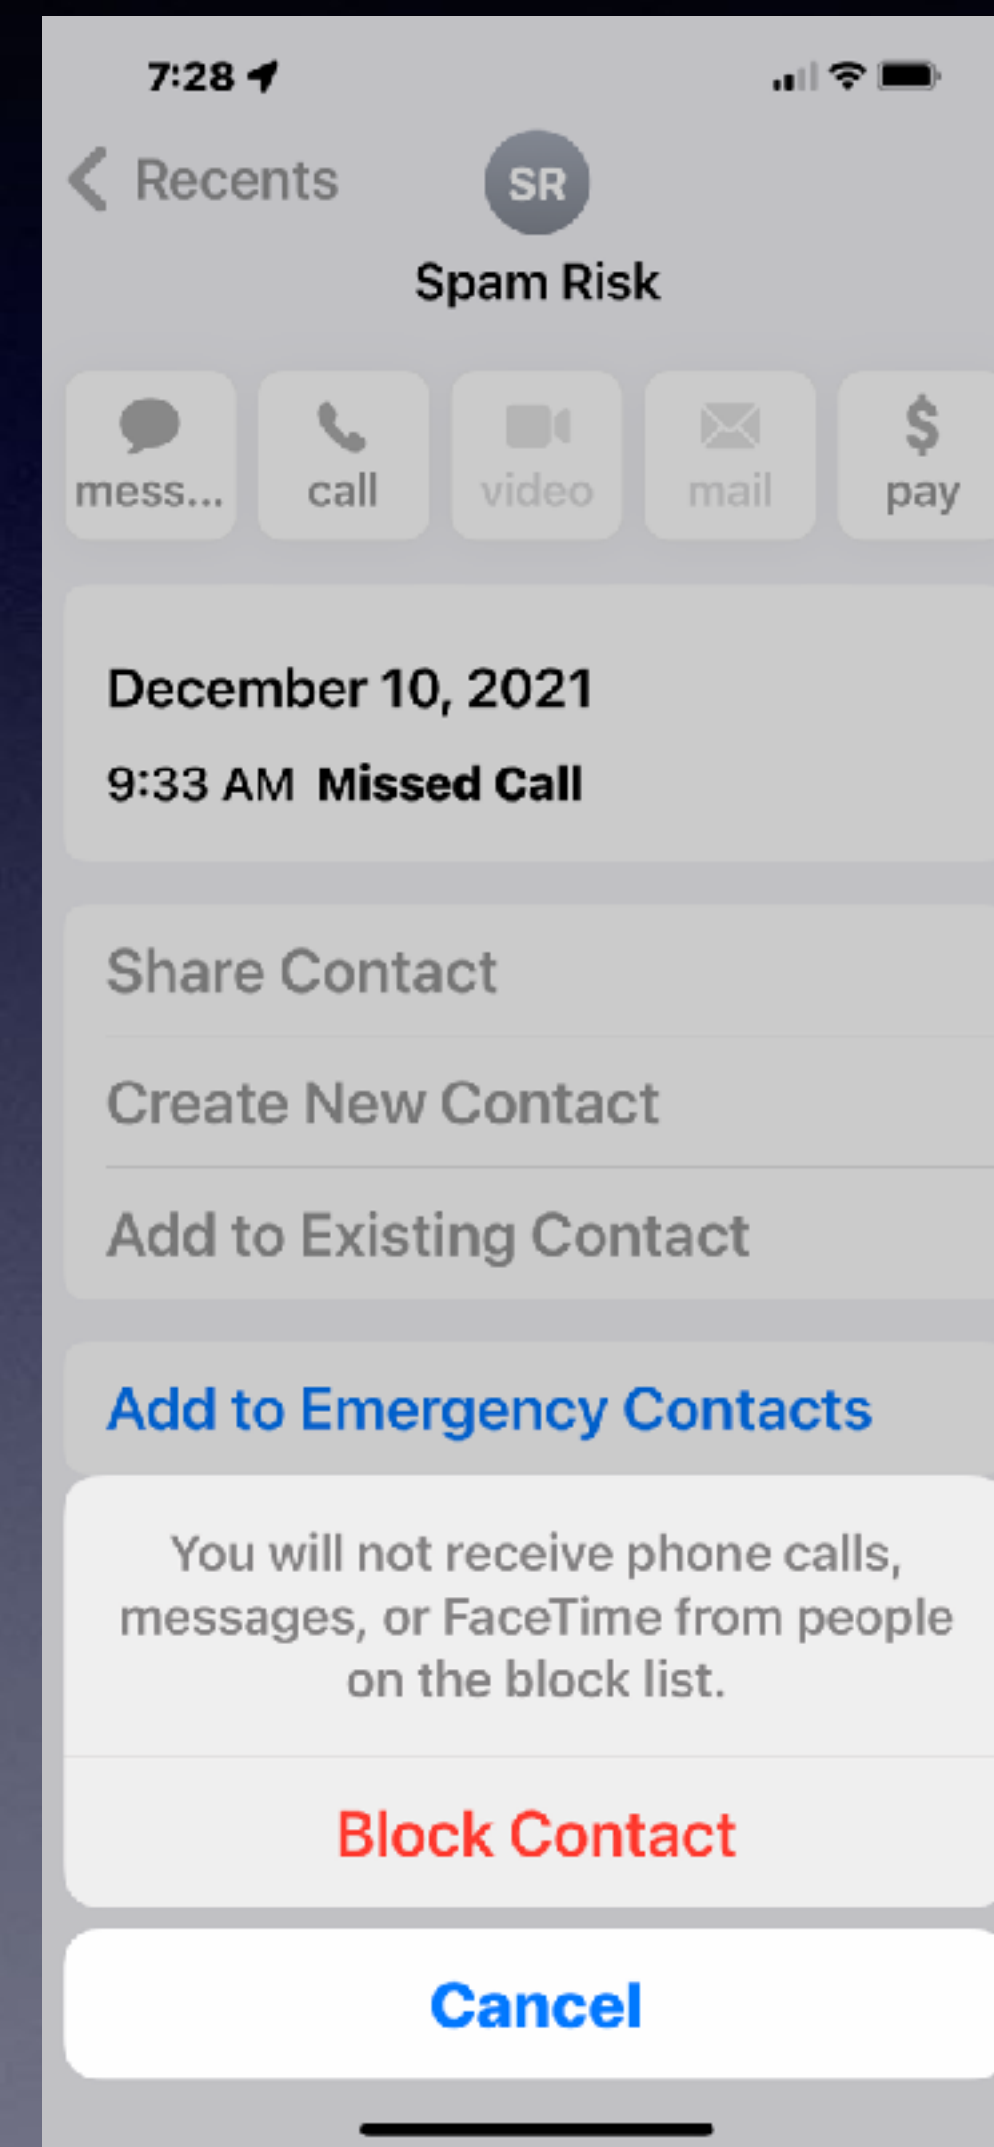 7:28
Recents
SR
Spam Risk
mess...
call
video
mail
$
pay
December 10, 2021
9:33 AM Missed Call
Share Contact
Create New Contact
Add to Existing Contact
Add to Emergency Contacts
You will not receive phone calls,
messages, or FaceTime from people
on the block list.
Block Contact
Cancel